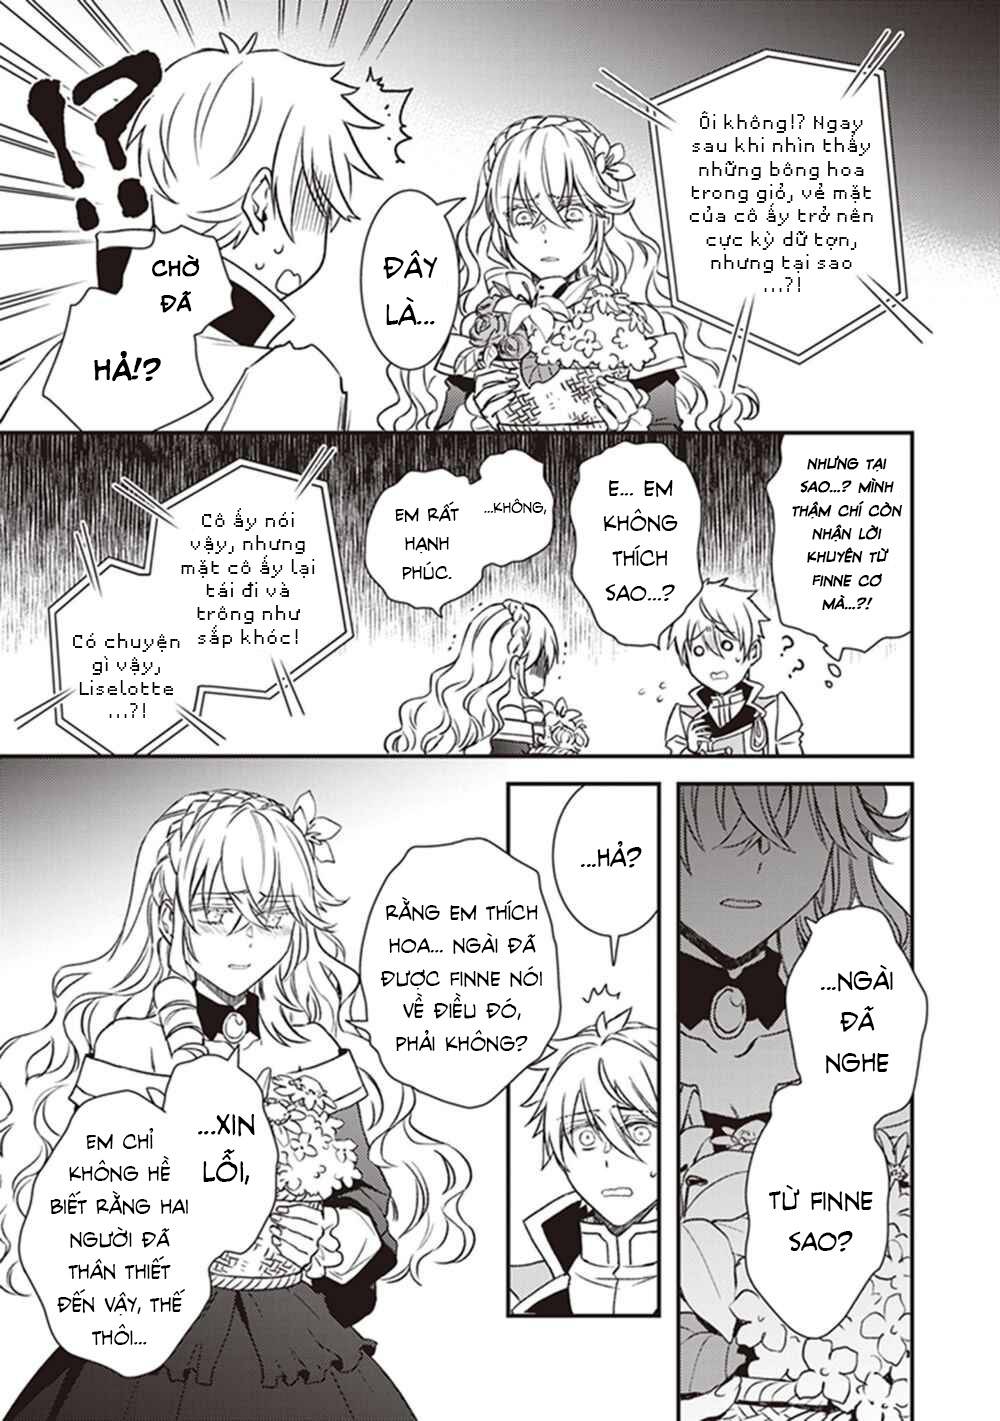 Ôi không!? Ngay
sau khi nhìn thấy
những bông hoa
trong giỏ, vẻ mặt
của cô ấy trở nên
cực kỳ dữ tợn,
nhưng tại sao
...?!
ĐÂY
LÀ...
!?
CHỜ
ĐÃ
HẢ!?
NHƯNG TẠI
SAO...? MÌNH
THẬM CHÍ CÒN
NHẬN LỜI
KHUYÊN TỪ
FINNE CƠ
MÀ...?!
E... EM
KHÔNG
THÍCH
SAO...?
? ?
...KHÔNG,
EM RẤT
HẠNH
PHÚC.
Cô ấy nói
vậy, nhưng
mặt cô ấy lại
tái đi và
trông như
sắp khóc!
Có chuyện
gì vậy,
Liselotte
...?!
...NGÀI
ĐÃ
NGHE
TỪ FINNE
SAO?
...HẢ?
RẰNG EM THÍCH
HOA... NGÀI ĐÃ
ĐƯỢC FINNE NÓI
VỀ ĐIỀU ĐÓ,
PHẢI KHÔNG?
...XIN
LỖI,
EM CHỈ
KHÔNG HỀ
BIẾT RẰNG HAI
NGƯỜI ĐÃ
THÂN THIẾT
ĐẾN VẬY, THẾ
THÔI...